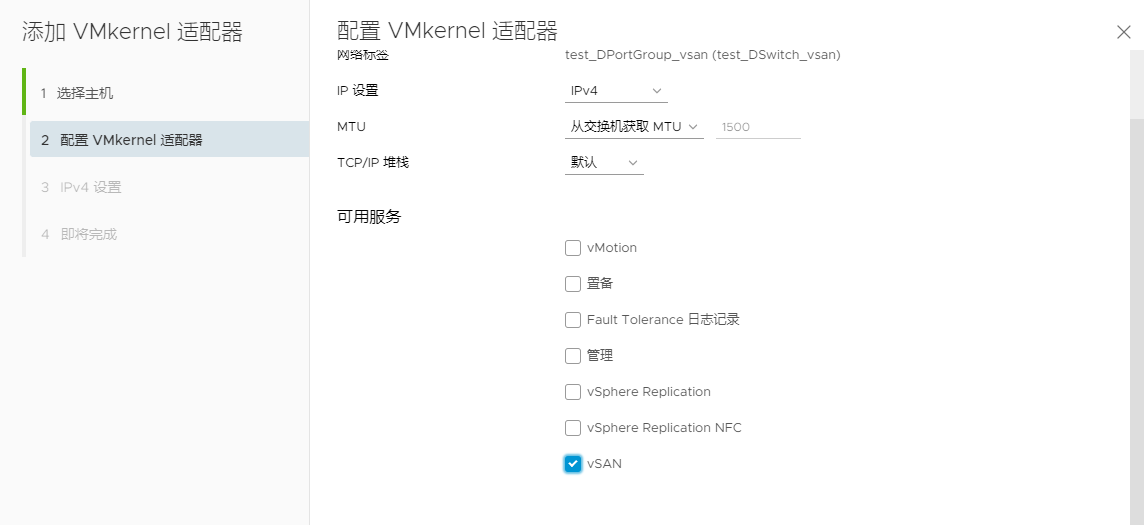 添加 VMkernel 适配器
1 选择主机
2 配置 VMkernel 适配器
3 IPv4 设置
4 即将完成
配置 VMkernel 适配器
网络标签 test_DPortGroup_vsan (test_DSwitch_vsan)
IP 设置 IPv4
MTU 从交换机获取 MTU 1500
TCP/IP 堆栈 默认
可用服务
vMotion
置备
Fault Tolerance 日志记录
管理
vSphere Replication
vSphere Replication NFC
vSAN